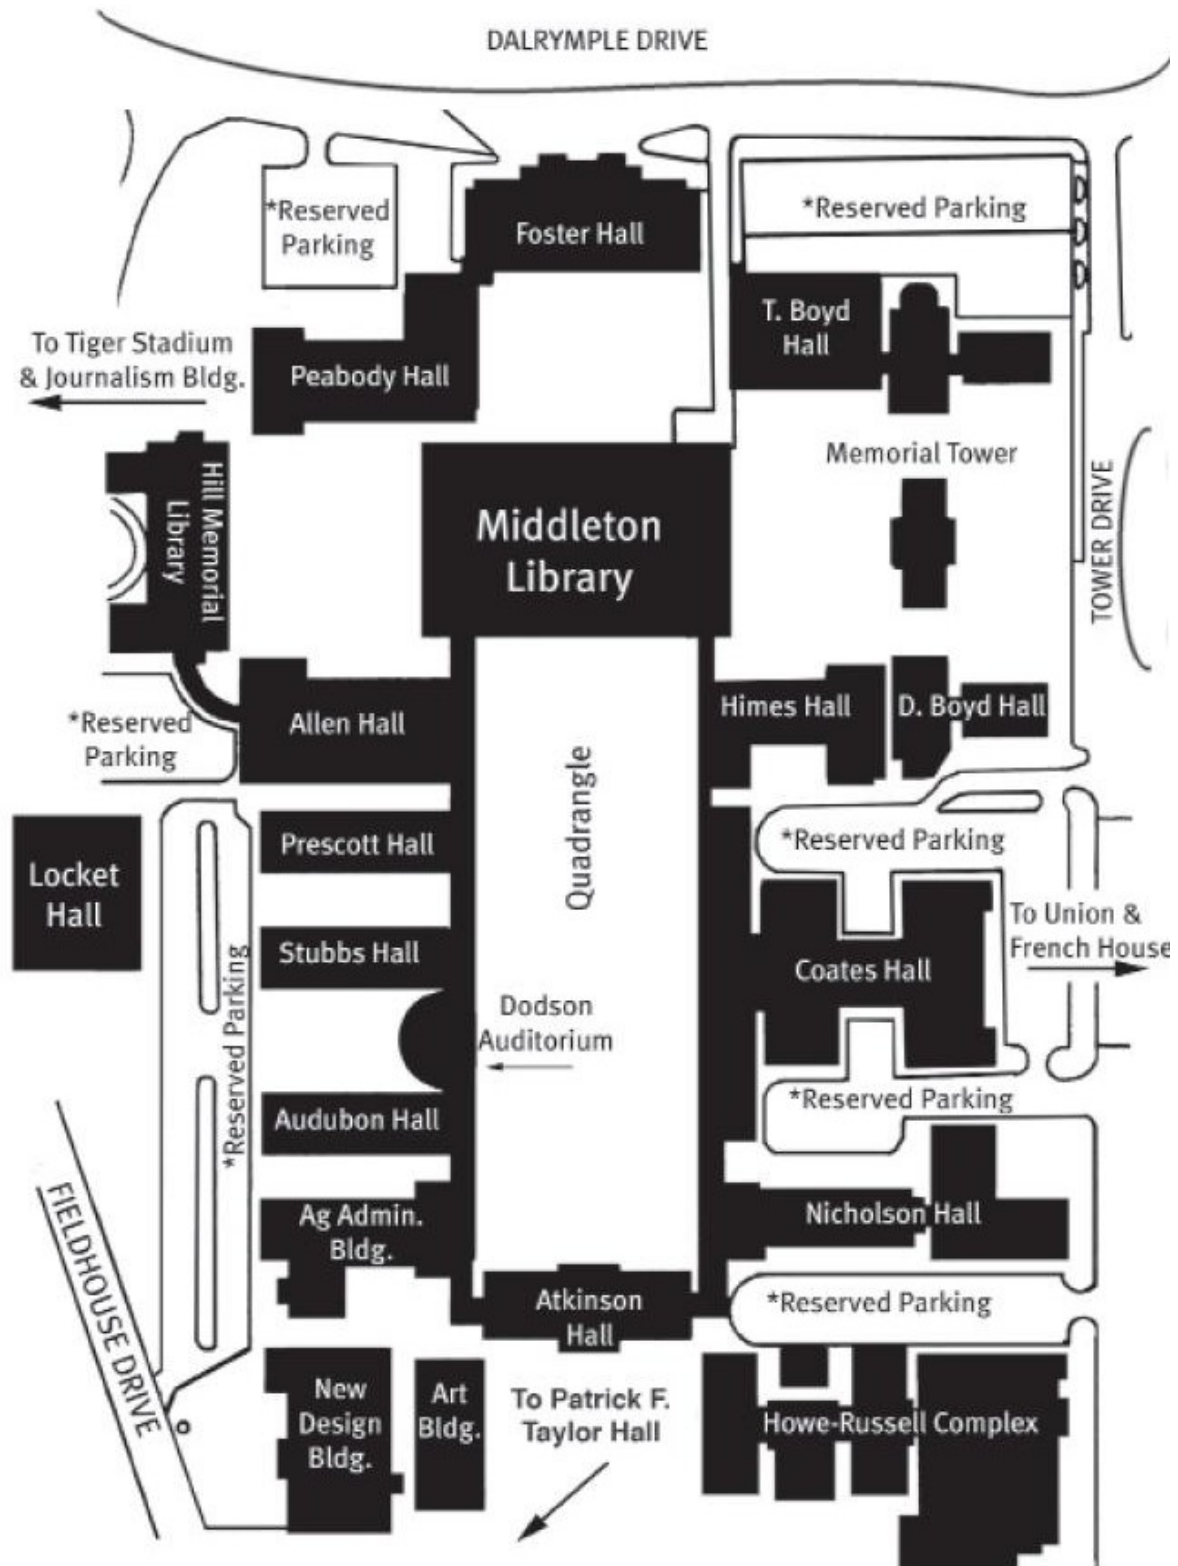 DALRYMPLE DRIVE
*Reserved
Parking
Foster Hall
*Reserved Parking
T. Boyd
Hall
To Tiger Stadium
& Journalism Bldg.
Peabody Hall
Memorial Tower
Hill Memorial
Library
Middleton
Library
TOWER DRIVE
*Reserved
Parking
Allen Hall
Himes Hall
D. Boyd Hall
Quadrangle
Prescott Hall
*Reserved Parking
Locket
Hall
To Union &
French House
Stubbs Hall
Coates Hall
*Reserved Parking
Dodson
Auditorium
Audubon Hall
*Reserved Parking
FIELDHOUSE DRIVE
Ag Admin.
Bldg.
Nicholson Hall
Atkinson
Hall
*Reserved Parking
New
Design
Bldg.
Art
Bldg.
To Patrick F.
Taylor Hall
Howe-Russell Complex